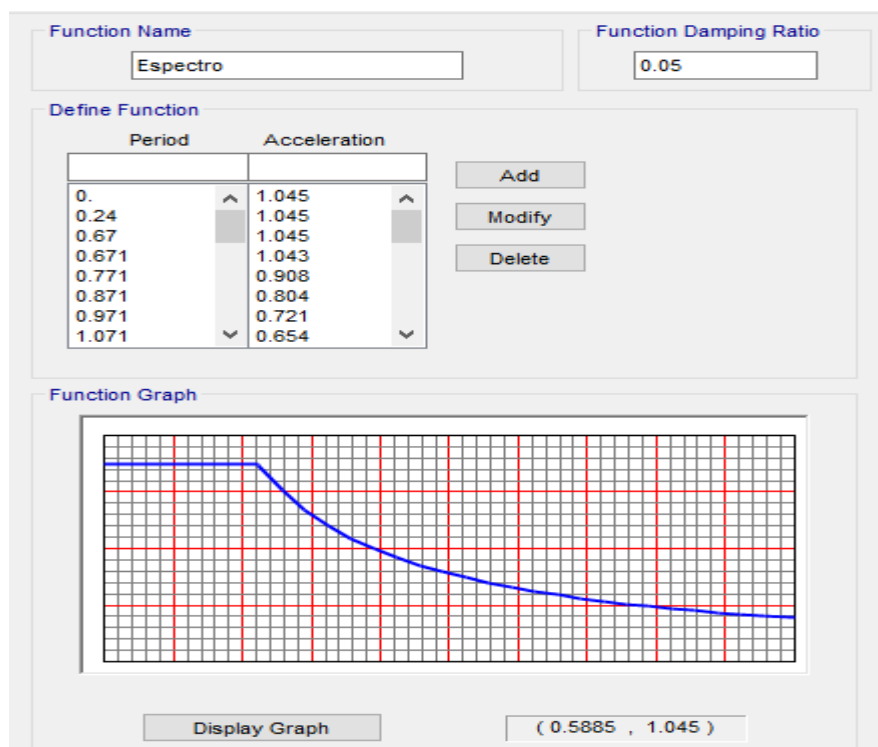 Function Name Function Damping Ratio
Espectro 0.05
Define Function
Period Acceleration
Add
0. 1.045
0.24 1.045
Modify
0.67 1.045
0.671 1.043
Delete
0.771 0.908
0.871 0.804
0.971 0.721
1.071 0.654
Function Graph
Display Graph ( 0.5885 , 1.045 )